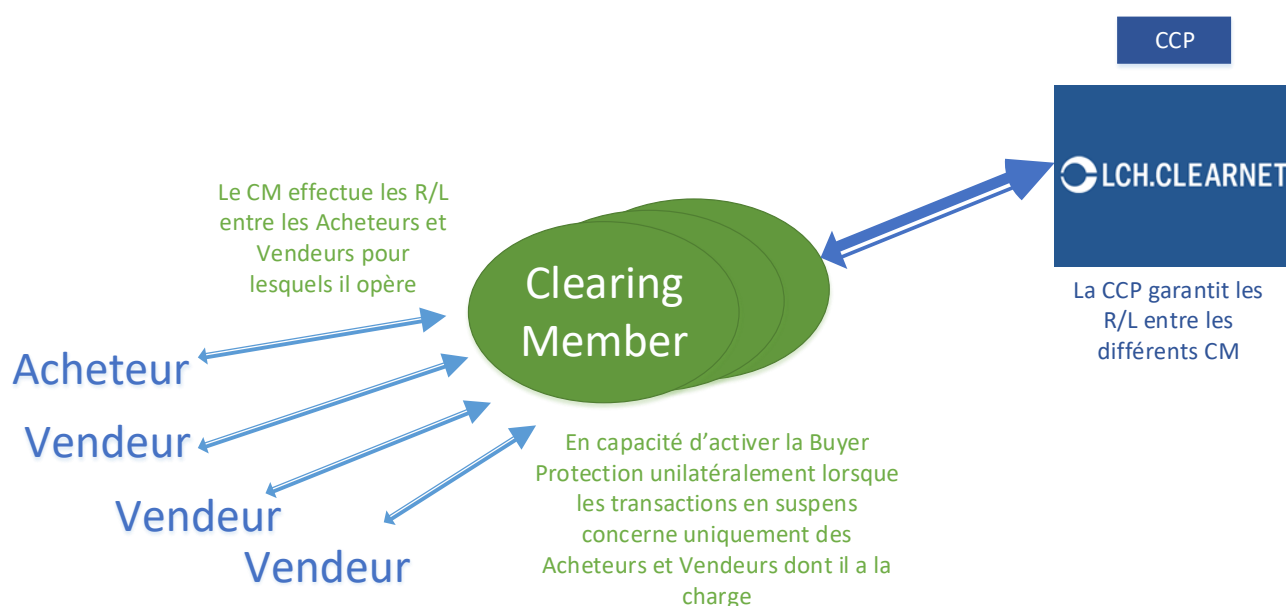 CCP
LCH.CLEARNET
La CCP garantit les
R/L entre les
différents CM
Le CM effectue les R/L
entre les Acheteurs et
Vendeurs pour
lesquels il opère
Clearing
Member
Acheteur
Vendeur
Vendeur
Vendeur
En capacité d’activer la Buyer
Protection unilatéralement lorsque
les transactions en suspens
concerne uniquement des
Acheteurs et Vendeurs dont il a la
charge